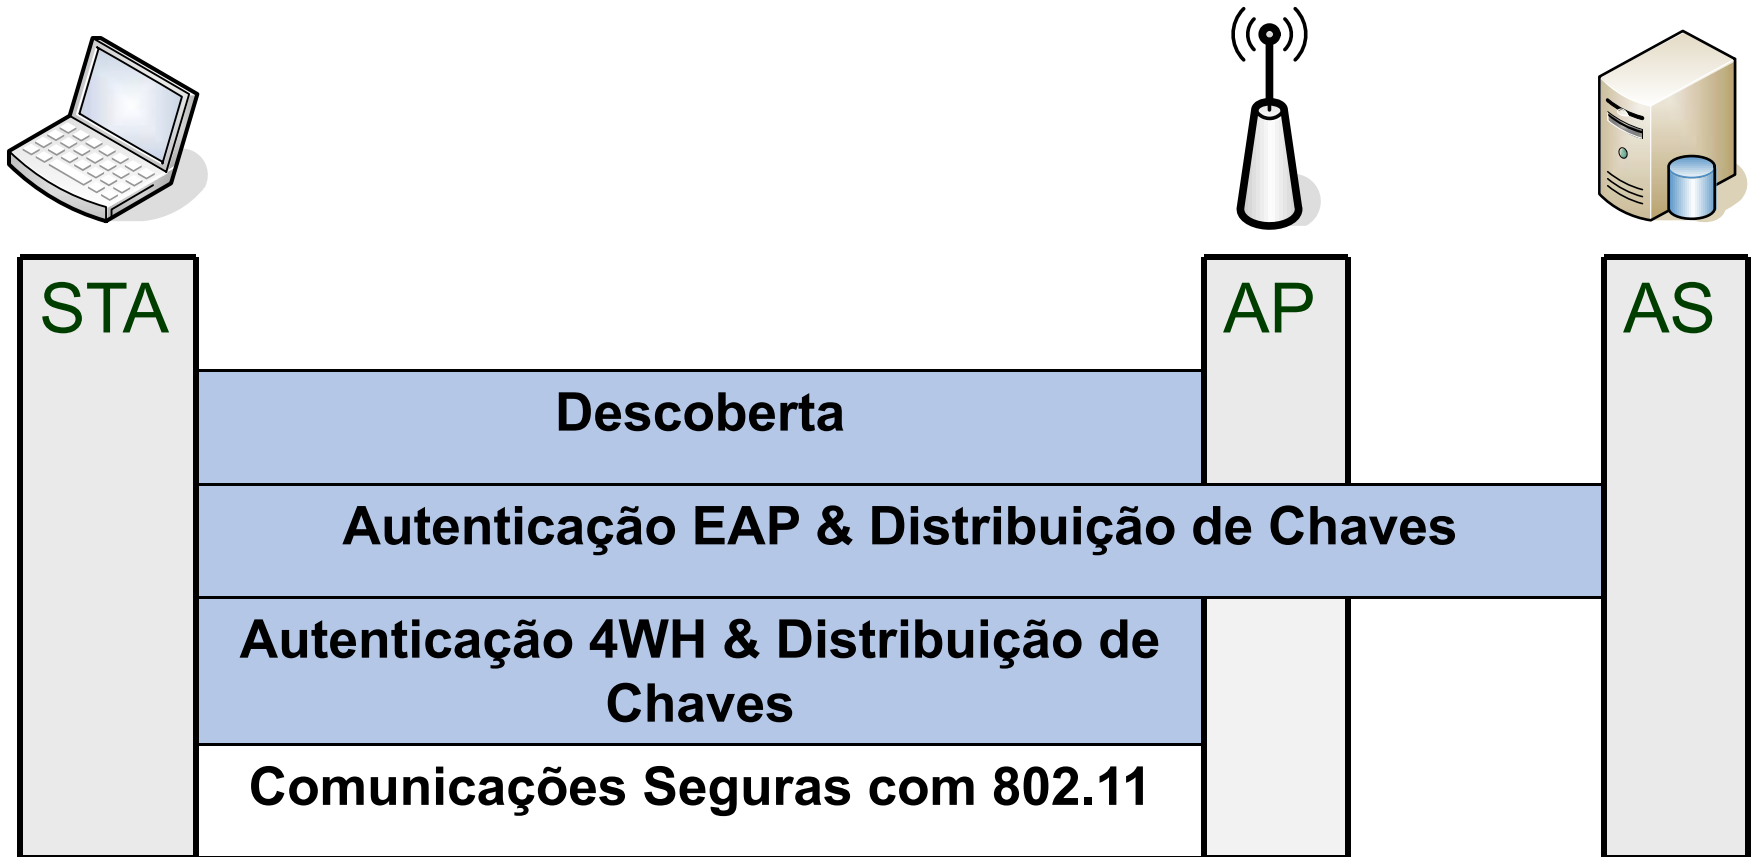 STA
AP
AS
Descoberta
Autenticação EAP & Distribuição de Chaves
Autenticação 4WH & Distribuição de
Chaves
Comunicações Seguras com 802.11